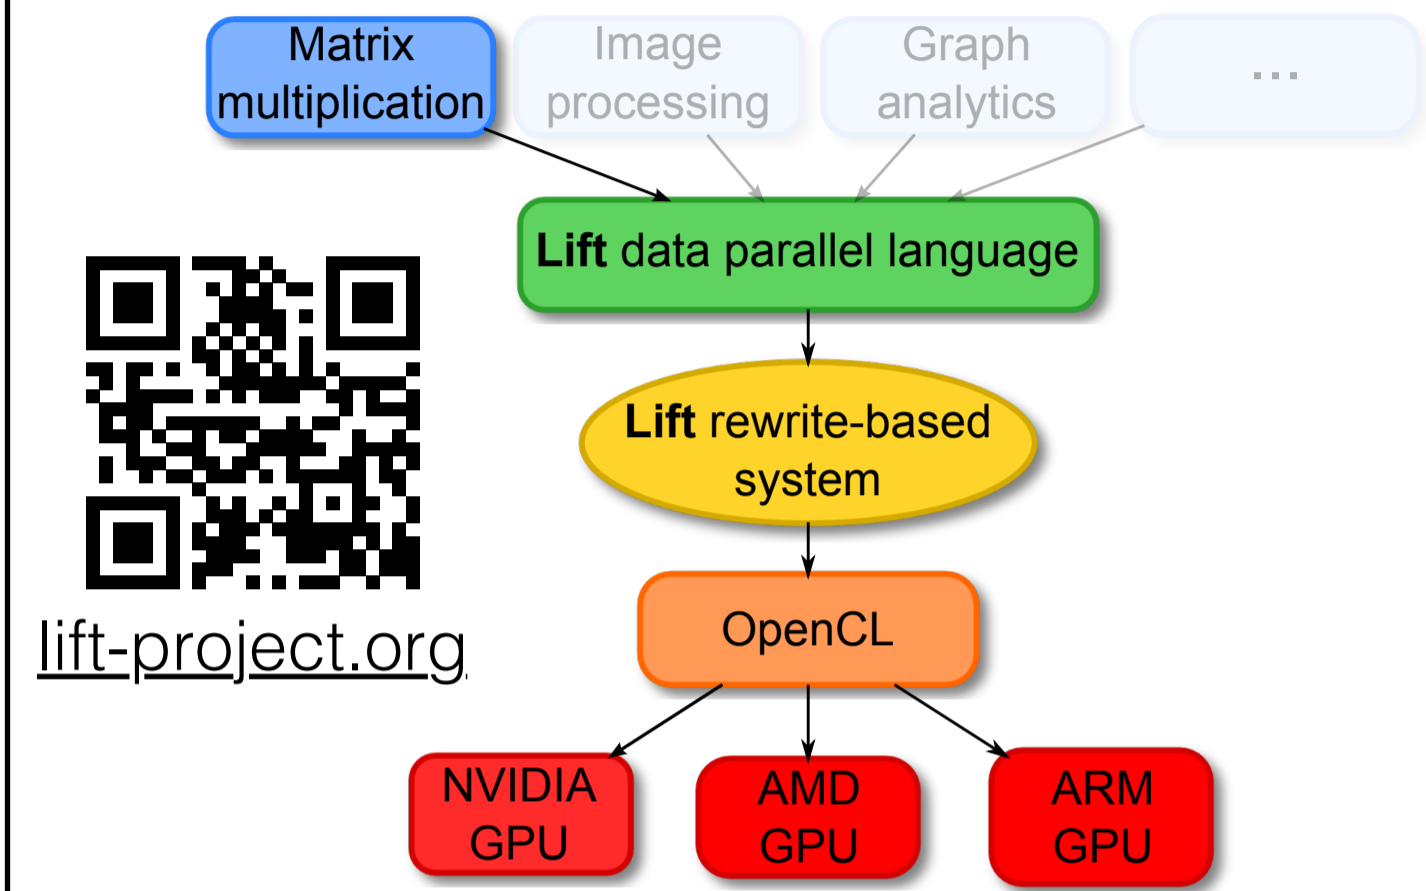 Matrix
multiplication
Image
processing
Graph
analytics
...
Lift data parallel language
Lift rewrite-based
system
lift-project.org
OpenCL
NVIDIA
GPU
AMD
GPU
ARM
GPU